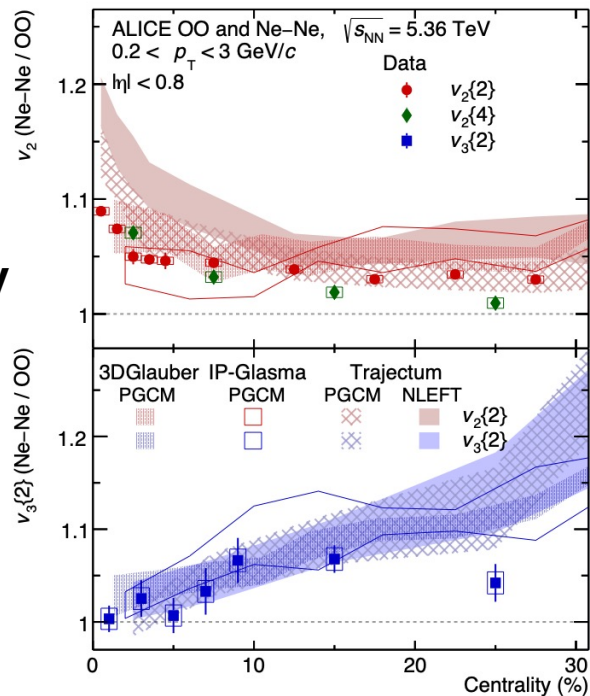 ALICE OO and Ne−Ne, √sNN = 5.36 TeV
0.2 < pT < 3 GeV/c
|η| < 0.8
Data
v2{2}
v2{4}
v3{2}
v2 (Ne−Ne / OO)
1.2
1.1
1
y
3DGlauber IP-Glasma Trajectum
PGCM PGCM PGCM NLEFT
v2{2}
v3{2}
v3{2} (Ne−Ne / OO)
1.2
1.1
1
0 10 20 30
Centrality (%)